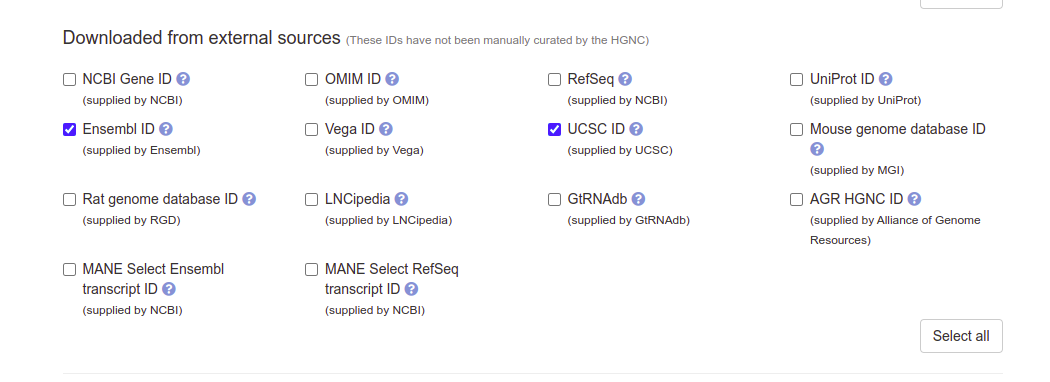 Downloaded from external sources (These IDs have not been manually curated by the HGNC)
NCBI Gene ID ?
(supplied by NCBI)
OMIM ID ?
(supplied by OMIM)
RefSeq ?
(supplied by NCBI)
UniProt ID ?
(supplied by UniProt)
Ensembl ID ?
(supplied by Ensembl)
Vega ID ?
(supplied by Vega)
UCSC ID ?
(supplied by UCSC)
Mouse genome database ID
?
(supplied by MGI)
Rat genome database ID ?
(supplied by RGD)
LNCipedia ?
(supplied by LNCipedia)
GtRNAdb ?
(supplied by GtRNAdb)
AGR HGNC ID ?
(supplied by Alliance of Genome
Resources)
MANE Select Ensembl
transcript ID ?
(supplied by NCBI)
MANE Select RefSeq
transcript ID ?
(supplied by NCBI)
Select all